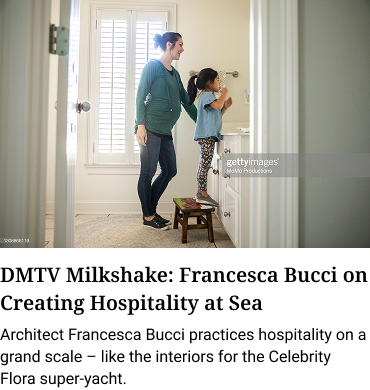 gettyimages
MoMo Productions
DMTV Milkshake: Francesca Bucci on
Creating Hospitality at Sea
Architect Francesca Bucci practices hospitality on a
grand scale – like the interiors for the Celebrity
Flora super-yacht.